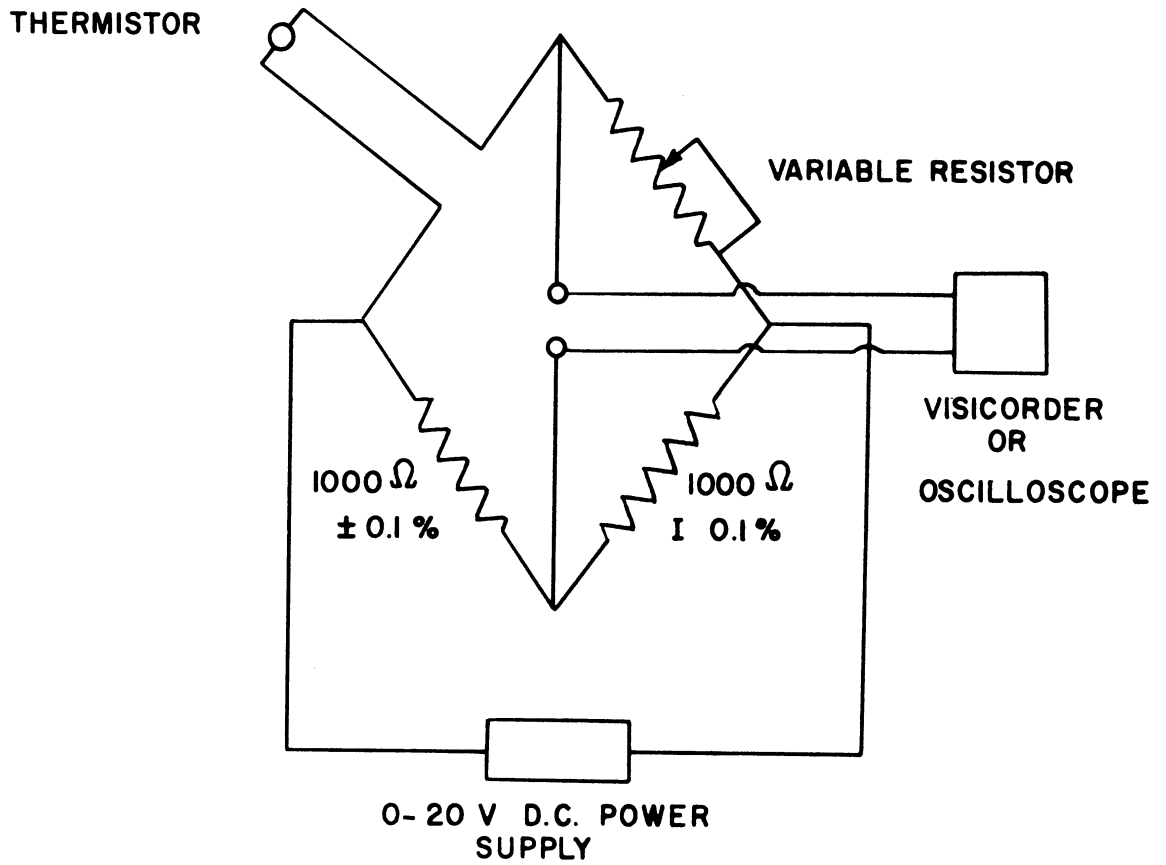 THERMISTOR
VARIABLE RESISTOR
VISICORDER
OR
OSCILLOSCOPE
1000 Ω
± 0.1 %
1000 Ω
I 0.1 %
0-20 V D.C. POWER
SUPPLY